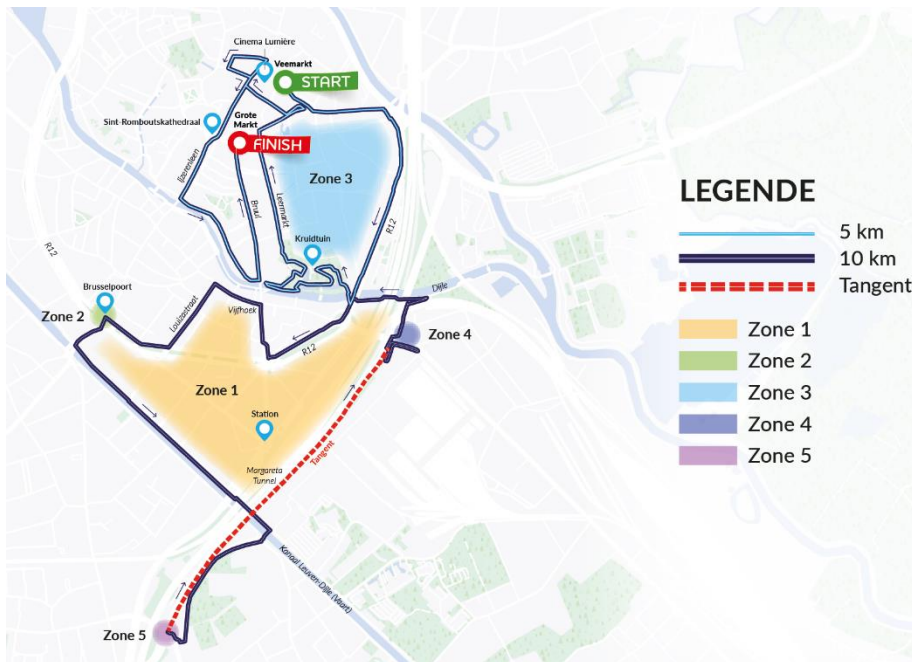 Cinema Lumière
Veemarkt
START
Sint-Romboutskathedraal
Grote
Markt
FINISH
Zone 3
IJzerenleen
Bruul
Leermarkt
R12
Kruidtuin
R12
Dijle
Brusselpoort
Zone 2
Louizastraat
Vijfhoek
R12
Zone 4
Zone 1
Station
Tangent
Margareta
Tunnel
Kanaal Leuven-Dijle (Vaart)
Zone 5
LEGENDE
5 km
10 km
Tangent
Zone 1
Zone 2
Zone 3
Zone 4
Zone 5